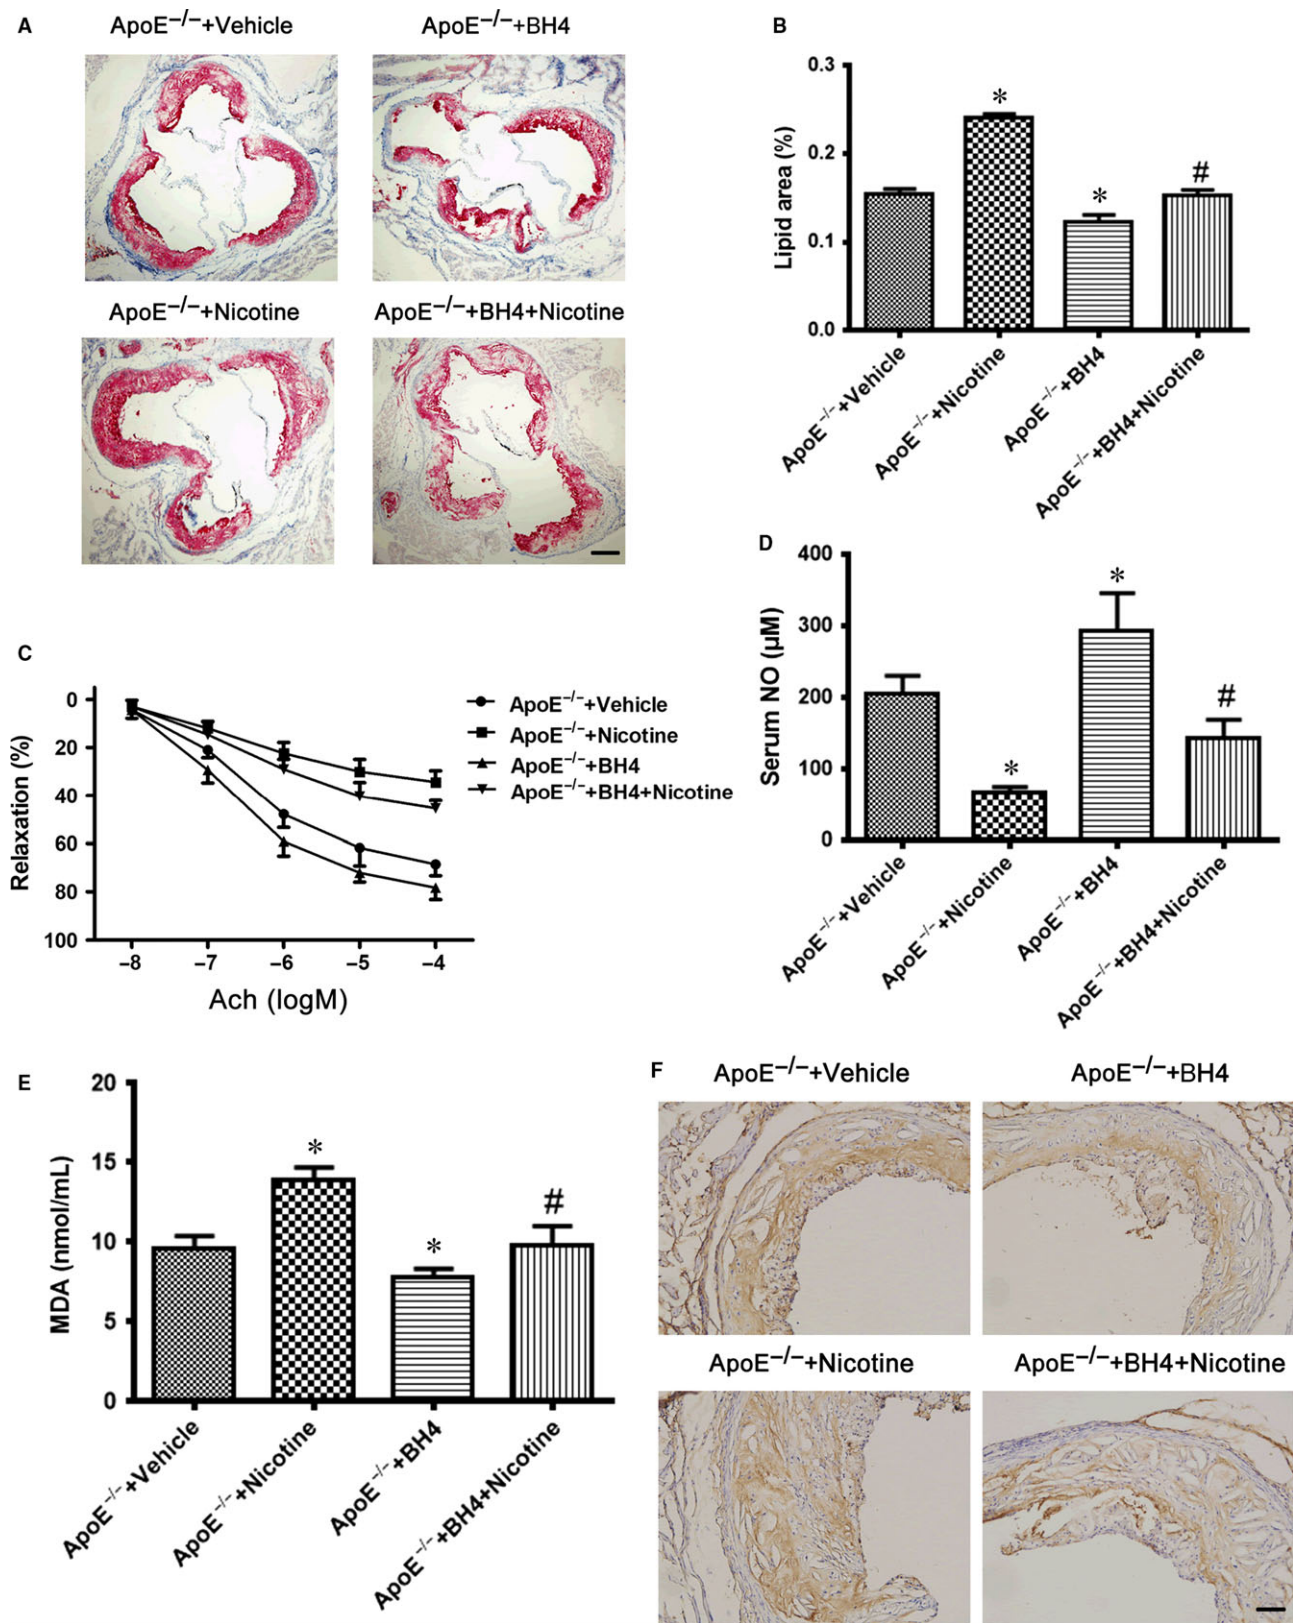 A
ApoE−/−+Vehicle
ApoE−/−+BH4
ApoE−/−+Nicotine
ApoE−/−+BH4+Nicotine
B
Lipid area (%)
0.3
0.2
0.1
0.0
*
*
#
ApoE−/−+Vehicle
ApoE−/−+Nicotine
ApoE−/−+BH4
ApoE−/−+BH4+Nicotine
C
Relaxation (%)
0
20
40
60
80
100
−8 −7 −6 −5 −4
Ach (logM)
ApoE−/−+Vehicle
ApoE−/−+Nicotine
ApoE−/−+BH4
ApoE−/−+BH4+Nicotine
D
Serum NO (μM)
400
300
200
100
0
*
*
#
ApoE−/−+Vehicle
ApoE−/−+Nicotine
ApoE−/−+BH4
ApoE−/−+BH4+Nicotine
E
MDA (nmol/mL)
20
15
10
5
0
*
*
#
ApoE−/−+Vehicle
ApoE−/−+Nicotine
ApoE−/−+BH4
ApoE−/−+BH4+Nicotine
F
ApoE−/−+Vehicle
ApoE−/−+BH4
ApoE−/−+Nicotine
ApoE−/−+BH4+Nicotine